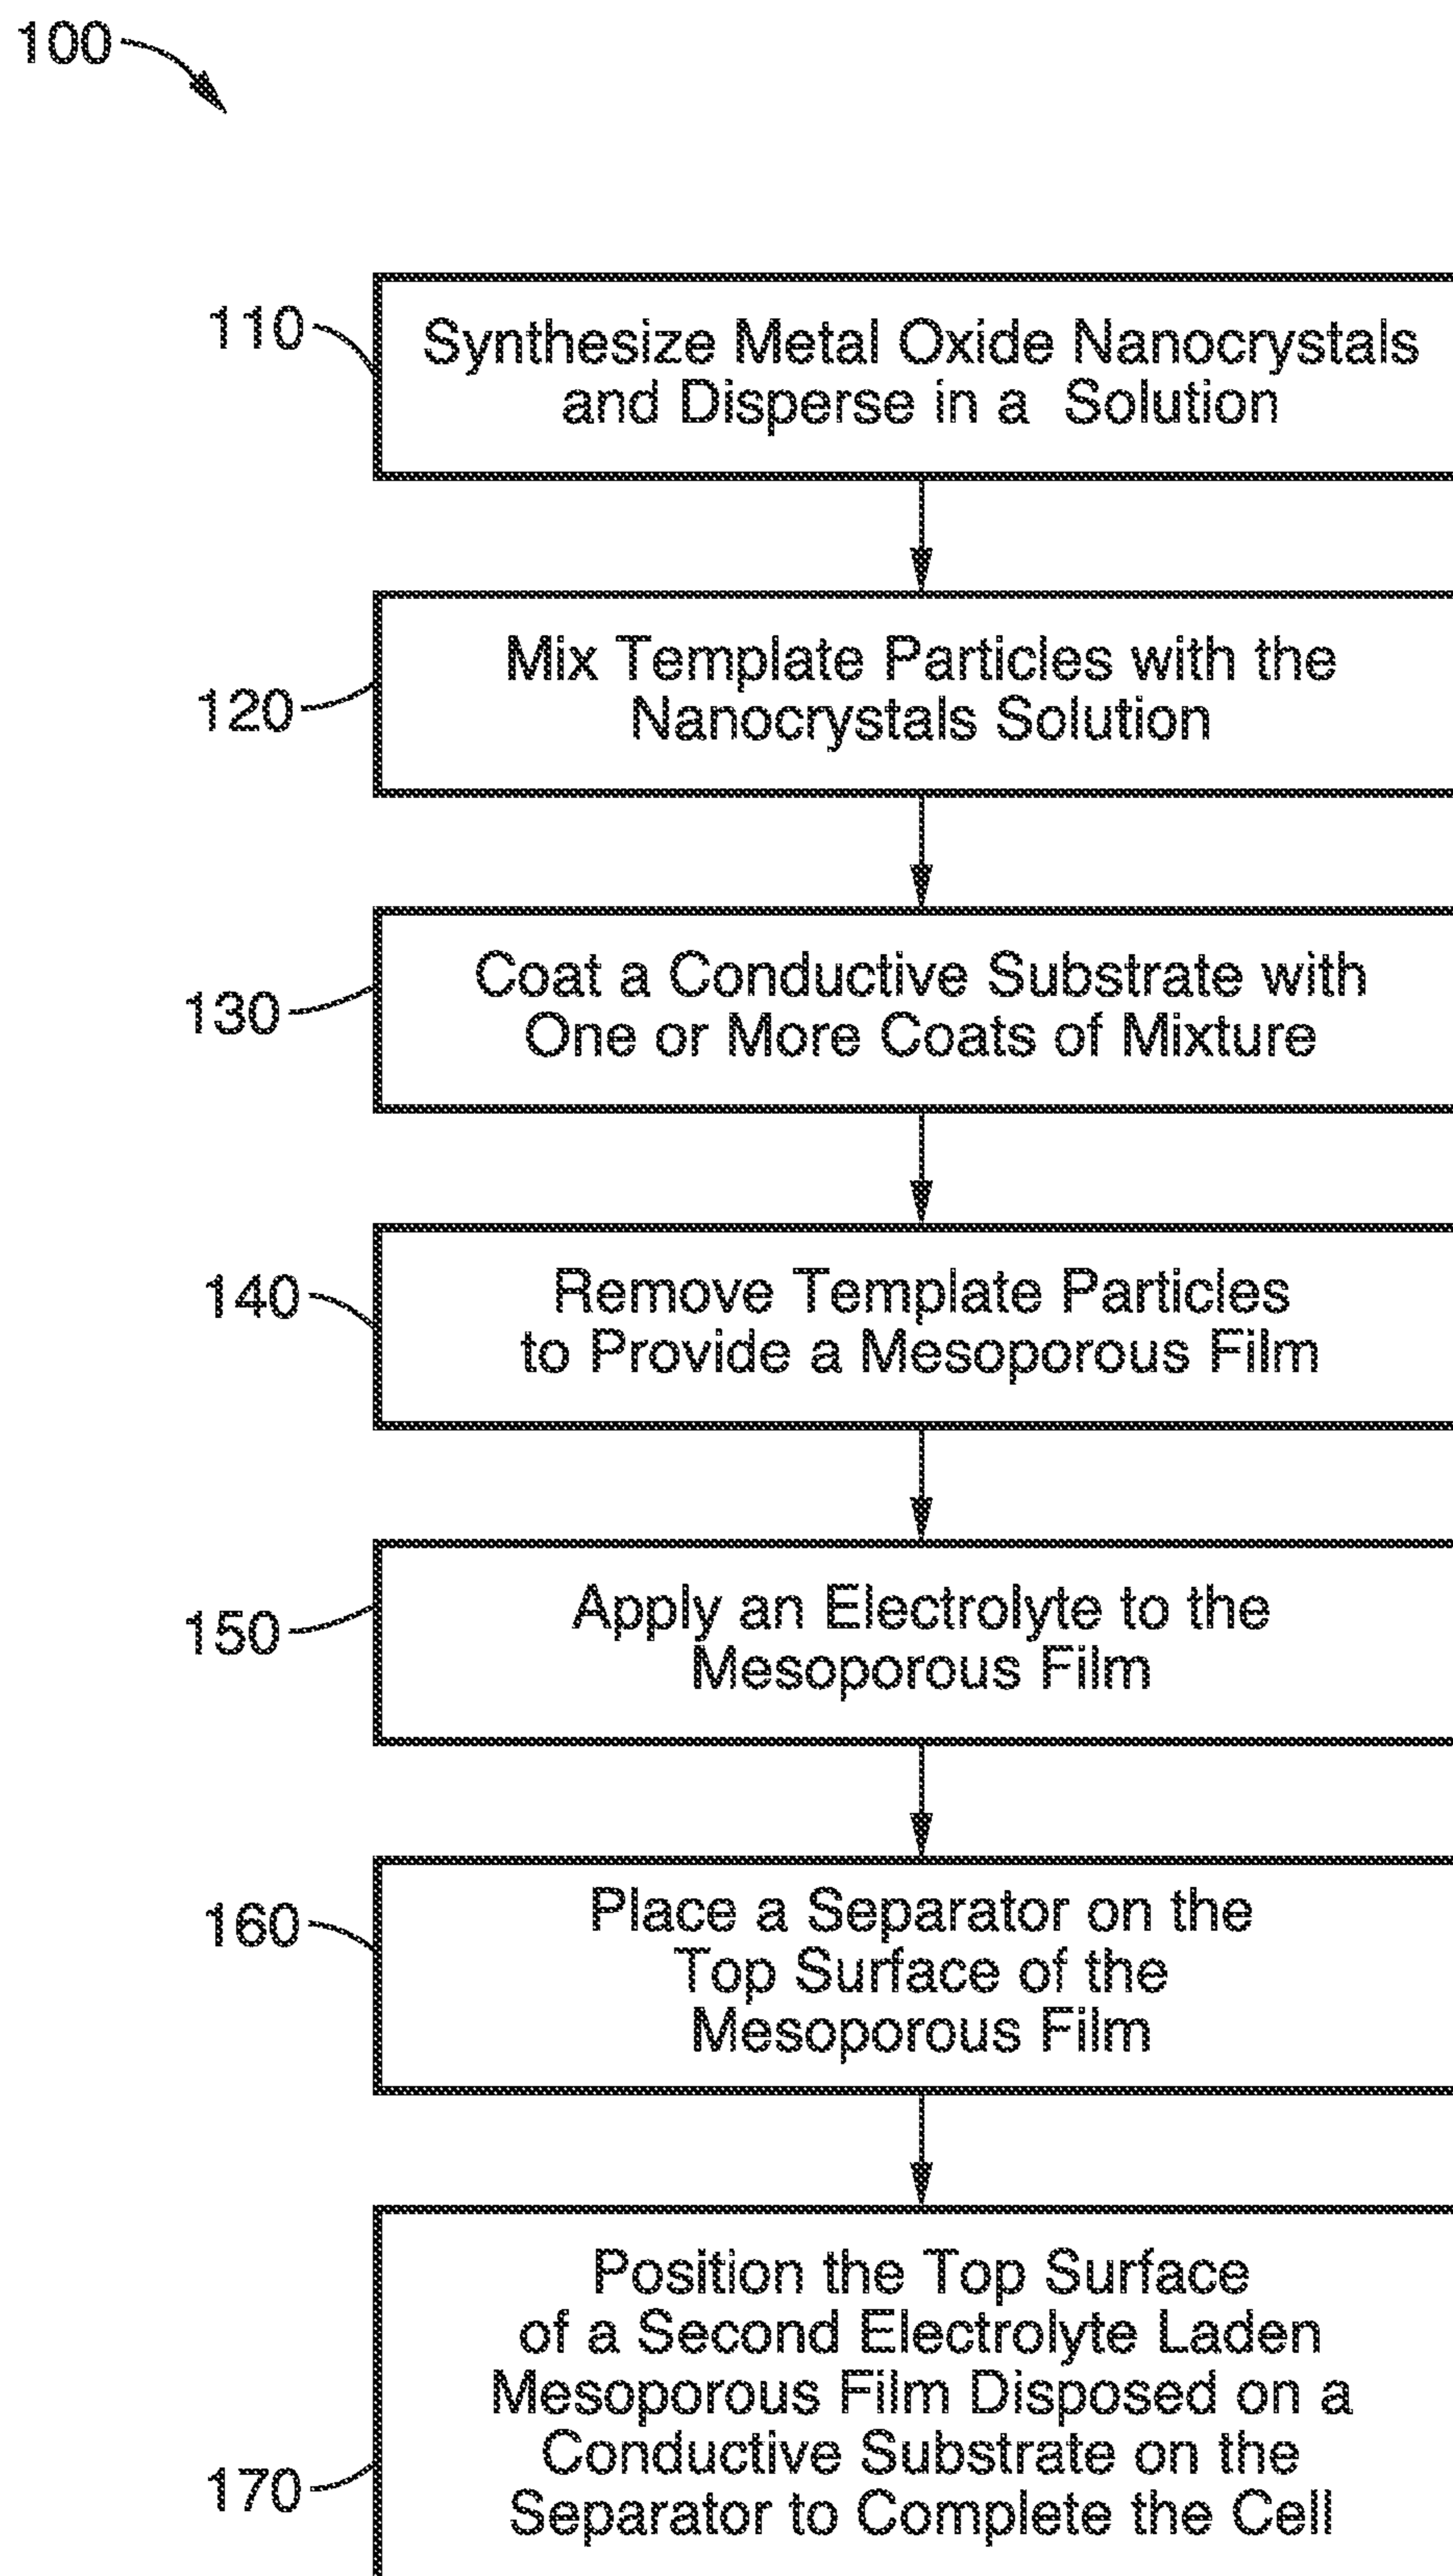 100
110
Synthesize Metal Oxide Nanocrystals
and Disperse in a Solution
120
Mix Template Particles with the
Nanocrystals Solution
130
Coat a Conductive Substrate with
One or More Coats of Mixture
140
Remove Template Particles
to Provide a Mesoporous Film
150
Apply an Electrolyte to the
Mesoporous Film
160
Place a Separator on the
Top Surface of the
Mesoporous Film
170
Position the Top Surface
of a Second Electrolyte Laden
Mesoporous Film Disposed on a
Conductive Substrate on the
Separator to Complete the Cell